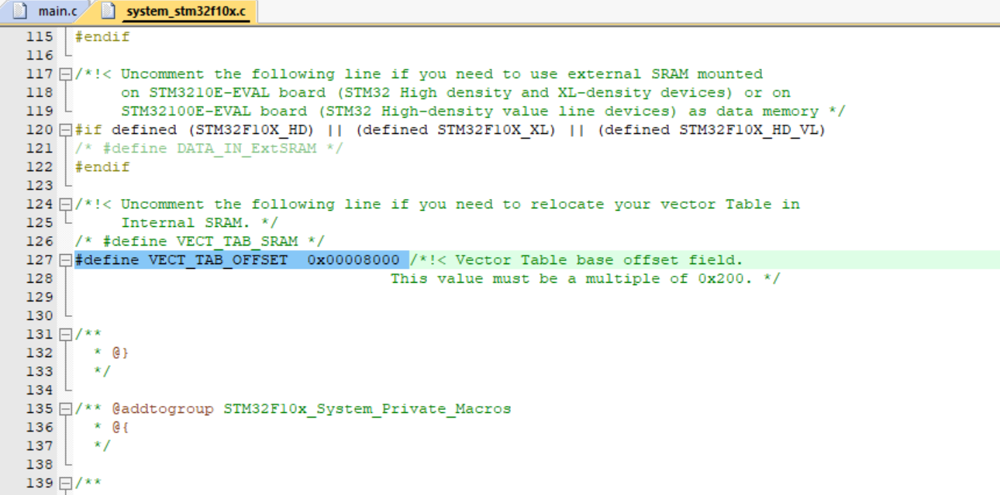 main.c system_stm32f10x.c
115 #endif
116
117 /*!< Uncomment the following line if you need to use external SRAM mounted
118 on STM3210E-EVAL board (STM32 High density and XL-density devices) or on
119 STM32100E-EVAL board (STM32 High-density value line devices) as data memory */
120 #if defined (STM32F10X_HD) || (defined STM32F10X_XL) || (defined STM32F10X_HD_VL)
121 /* #define DATA_IN_ExtSRAM */
122 #endif
123
124 /*!< Uncomment the following line if you need to relocate your vector Table in
125 Internal SRAM. */
126 /* #define VECT_TAB_SRAM */
127 #define VECT_TAB_OFFSET 0x00008000 /*!< Vector Table base offset field.
128 This value must be a multiple of 0x200. */
129
130
131 /**
132 * @}
133 */
134
135 /** @addtogroup STM32F10x_System_Private_Macros
136 * @{
137 */
138
139 /**